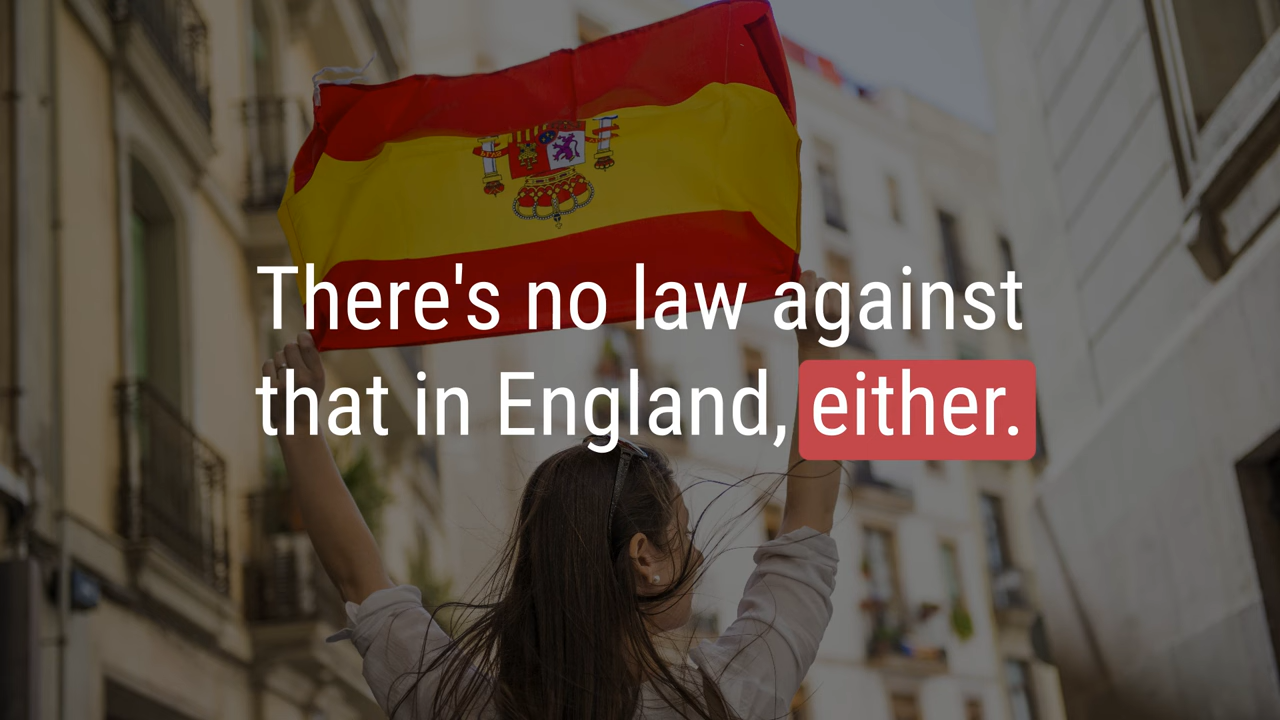 There's no law against
that in England, either.